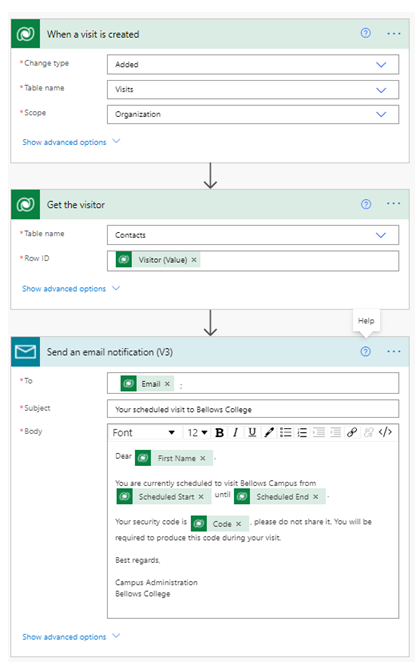 When a visit is created
* Change type Added
* Table name Visits
* Scope Organization
Show advanced options
Get the visitor
* Table name Contacts
* Row ID Visitor (Value) ×
Show advanced options
Help
Send an email notification (V3)
* To Email × ;
* Subject Your scheduled visit to Bellows College
* Body Font 12 B I U </>
Dear First Name × ,
You are currently scheduled to visit Bellows Campus from
Scheduled Start × until Scheduled End × .
Your security code is Code × , please do not share it. You will be
required to produce this code during your visit.
Best regards,
Campus Administration
Bellows College
Show advanced options